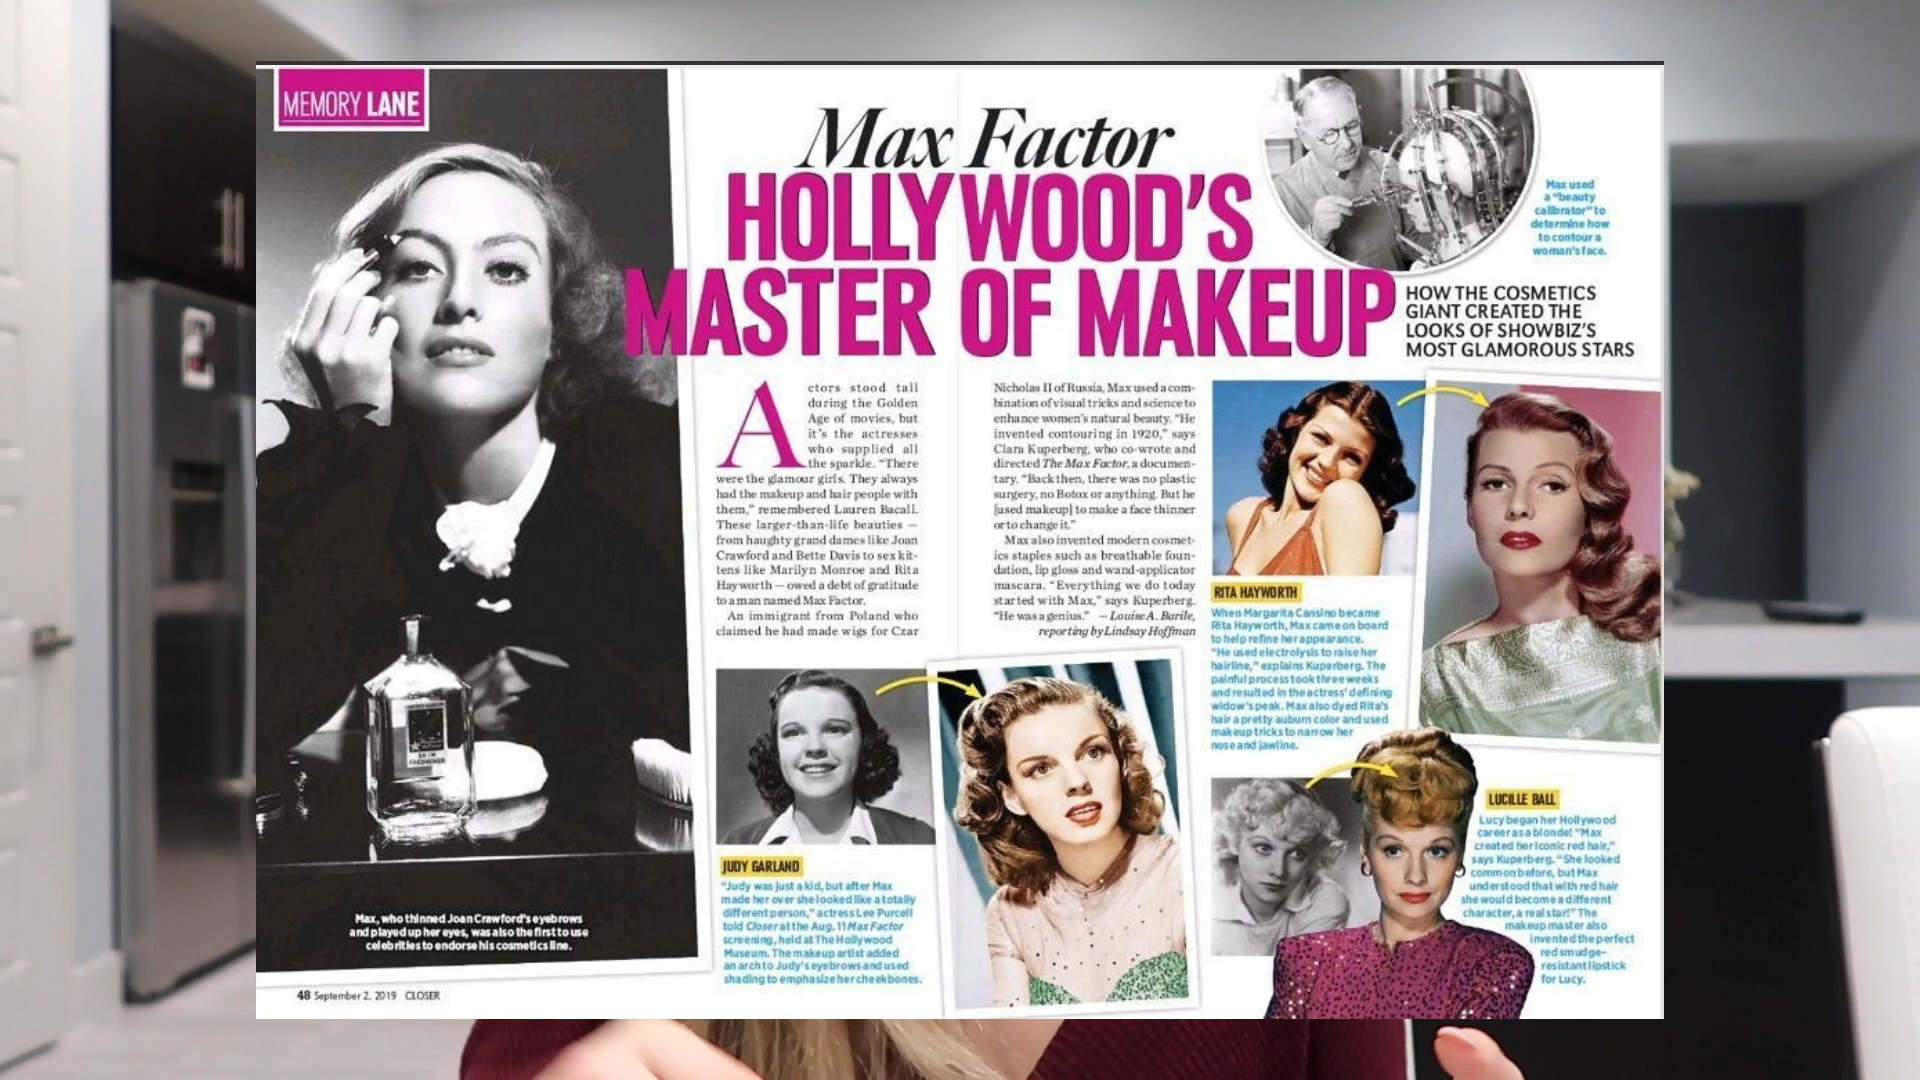 MEMORY LANE
Max Factor
HOLLYWOOD'S
MASTER OF MAKEUP
Max used
a "beauty
calibrator" to
determine how
to contour a
woman's face.
HOW THE COSMETICS
GIANT CREATED THE
LOOKS OF SHOWBIZ'S
MOST GLAMOROUS STARS
Actors stood tall
during the Golden
Age of movies, but
it's the actresses
who supplied all
the sparkle. "There
were the glamour girls. They always
had the makeup and hair people with
them," remembered Lauren Bacall.
These larger-than-life beauties —
from haughty grand dames like Joan
Crawford and Bette Davis to sex kit-
tens like Marilyn Monroe and Rita
Hayworth — owed a debt of gratitude
to a man named Max Factor.
An immigrant from Poland who
claimed he had made wigs for Czar
Nicholas II of Russia, Max used a com-
bination of visual tricks and science to
enhance women's natural beauty. "He
invented contouring in 1920," says
Clara Kuperberg, who co-wrote and
directed The Max Factor, a documen-
tary. "Back then, there was no plastic
surgery, no Botox or anything. But he
[used makeup] to make a face thinner
or to change it."
Max also invented modern cosmet-
ics staples such as breathable foun-
dation, lip gloss and wand-applicator
mascara. "Everything we do today
started with Max," says Kuperberg.
"He was a genius." — Louise A. Barile,
reporting by Lindsay Hoffman
RITA HAYWORTH
When Margarita Cansino became
Rita Hayworth, Max came on board
to help refine her appearance.
"He used electrolysis to raise her
hairline," explains Kuperberg. The
painful process took three weeks
and resulted in the actress' defining
widow's peak. Max also dyed Rita's
hair a pretty auburn color and used
makeup tricks to narrow her
nose and jawline.
JUDY GARLAND
"Judy was just a kid, but after Max
made her over she looked like a totally
different person," actress Lee Purcell
told Closer at the Aug. 11 Max Factor
screening, held at The Hollywood
Museum. The makeup artist added
an arch to Judy's eyebrows and used
shading to emphasize her cheekbones.
LUCILLE BALL
Lucy began her Hollywood
career as a blonde! "Max
created her iconic red hair,"
says Kuperberg. "She looked
common before, but Max
understood that with red hair
she would become a different
character, a real star!" The
makeup master also
invented the perfect
red smudge-
resistant lipstick
for Lucy.
SKIN
FRESHENER
Max, who thinned Joan Crawford's eyebrows
and played up her eyes, was also the first to use
celebrities to endorse his cosmetics line.
48 September 2, 2019 CLOSER